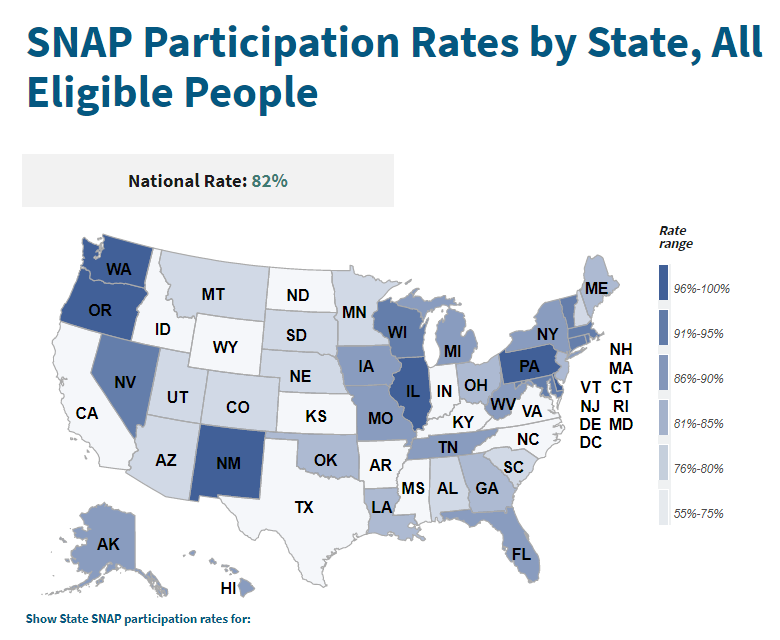 SNAP Participation Rates by State, All
Eligible People
National Rate: 82%
Rate
range
96%-100%
91%-95%
86%-90%
81%-85%
76%-80%
55%-75%
WA
OR
ID
MT
ND
MN
WI
MI
NY
ME
WY
SD
IA
NE
NV
UT
CO
CA
KS
MO
IL
IN
OH
PA
WV
VA
KY
NC
TN
AZ
NM
OK
AR
SC
TX
LA
MS
AL
GA
FL
AK
HI
NH
MA
VT CT
NJ RI
DE MD
DC
Show State SNAP participation rates for: